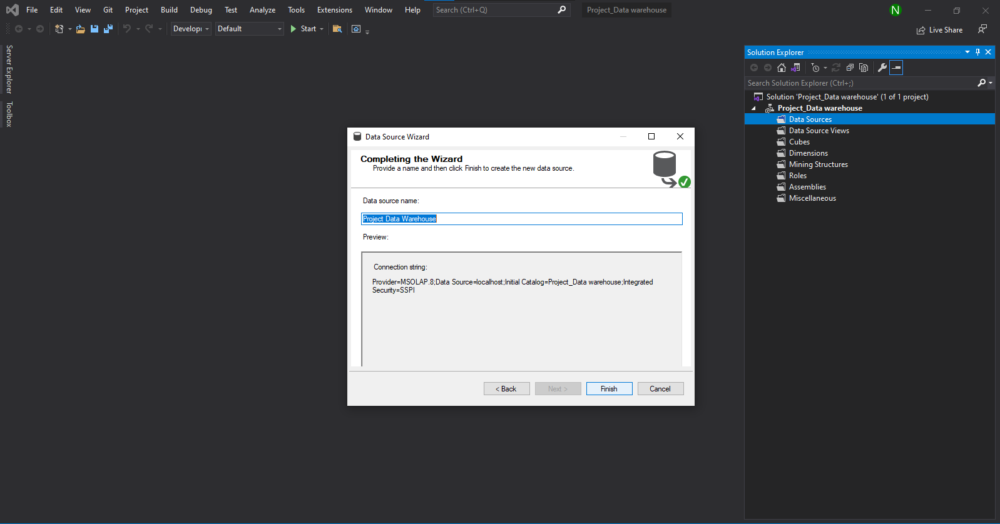 File Edit View Git Project Build Debug Test Analyze Tools Extensions Window Help Search (Ctrl+Q) Project_Data warehouse N
Developı Default Start Live Share
Server Explorer
Toolbox
Solution Explorer
Search Solution Explorer (Ctrl+;)
Solution 'Project_Data warehouse' (1 of 1 project)
Project_Data warehouse
Data Sources
Data Source Views
Cubes
Dimensions
Mining Structures
Roles
Assemblies
Miscellaneous
Data Source Wizard
Completing the Wizard
Provide a name and then click Finish to create the new data source.
Data source name:
Project Data Warehouse
Preview:
Connection string:
Provider=MSOLAP.8;Data Source=localhost;Initial Catalog=Project_Data warehouse;Integrated
Security=SSPI
< Back Next > Finish Cancel